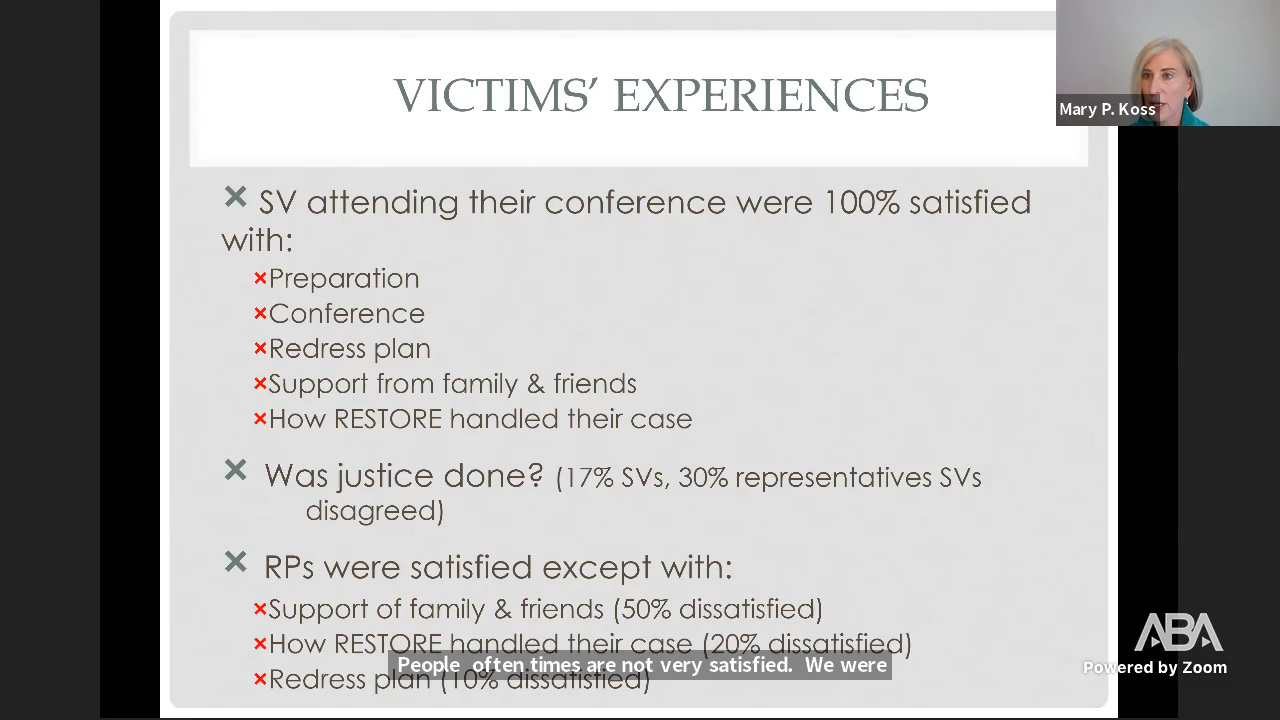 VICTIMS’ EXPERIENCES
Mary P. Koss
SV attending their conference were 100% satisfied
with:
Preparation
Conference
Redress plan
Support from family & friends
How RESTORE handled their case
Was justice done? (17% SVs, 30% representatives SVs
disagreed)
RPs were satisfied except with:
Support of family & friends (50% dissatisfied)
How RESTORE handled their case (20% dissatisfied)
People often times are not very satisfied. We were
Redress plan (10% dissatisfied)
ABA
Powered by Zoom